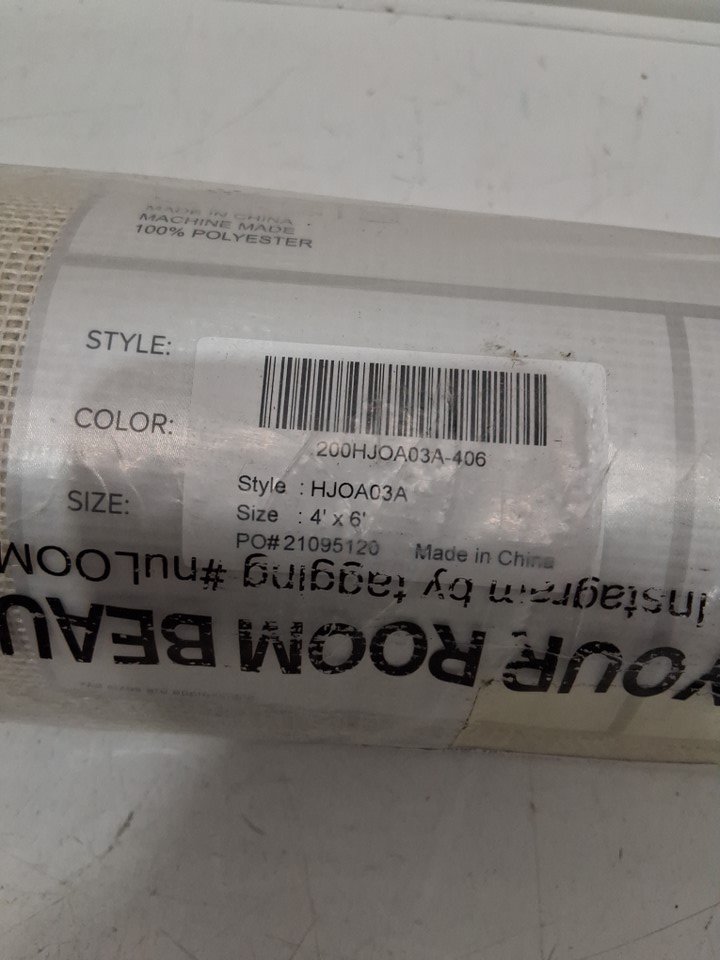 MADE IN CHINA
MACHINE MADE
100% POLYESTER
STYLE:
COLOR:
SIZE:
200HJOA03A-406
Style : HJOA03A
Size : 4' x 6'
PO# 21095120 Made in China
Instagram by tagging #nuLOOM
YOUR ROOM BEAU